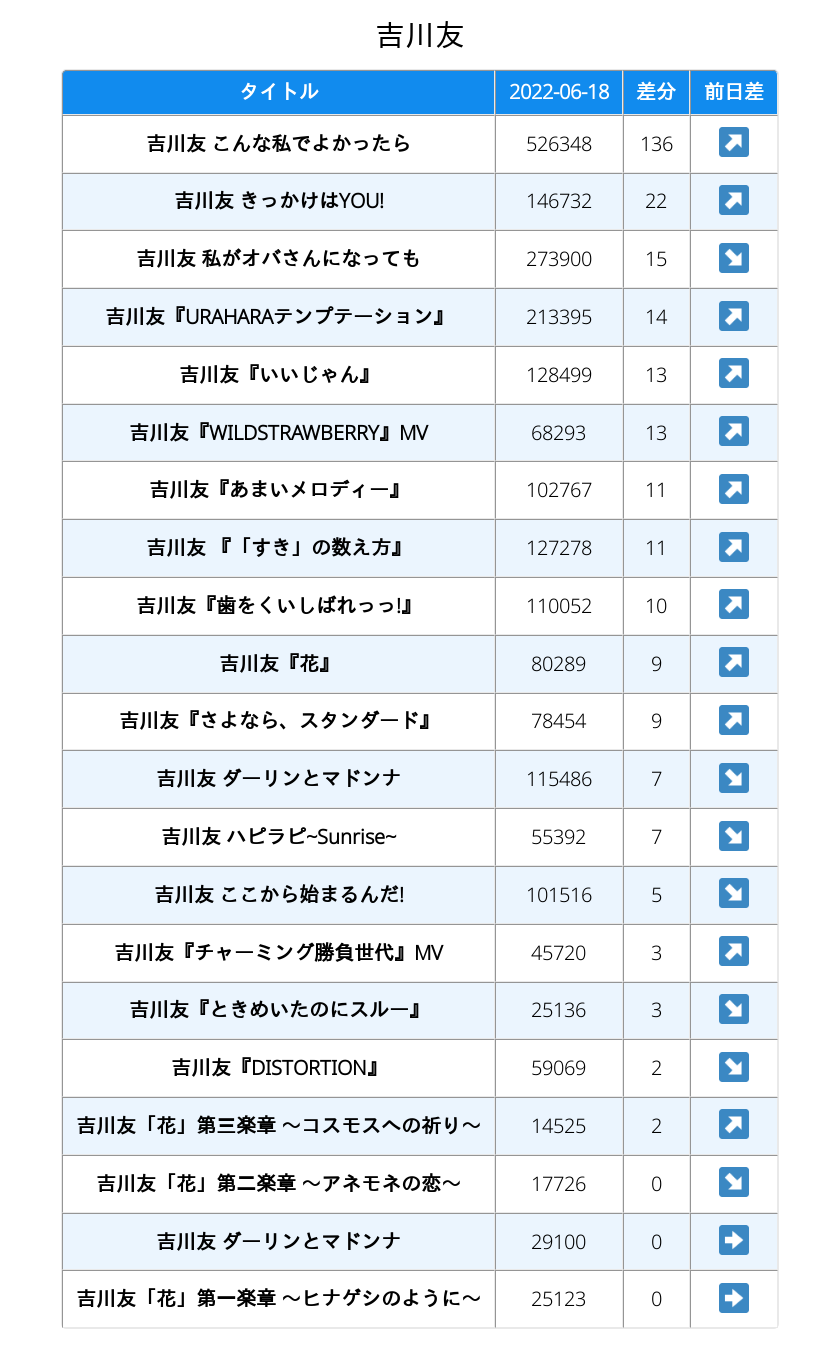 吉川友
タイトル 2022-06-18 差分 前日差
吉川友 こんな私でよかったら 526348 136 ↗
吉川友 きっかけはYOU! 146732 22 ↗
吉川友 私がオバさんになっても 273900 15 ↘
吉川友『URAHARAテンプテーション』 213395 14 ↗
吉川友『いいじゃん』 128499 13 ↗
吉川友『WILDSTRAWBERRY』MV 68293 13 ↗
吉川友『あまいメロディー』 102767 11 ↗
吉川友 『「すき」の数え方』 127278 11 ↗
吉川友『歯をくいしばれっっ!』 110052 10 ↗
吉川友『花』 80289 9 ↗
吉川友『さよなら、スタンダード』 78454 9 ↗
吉川友 ダーリンとマドンナ 115486 7 ↘
吉川友 ハピラピ~Sunrise~ 55392 7 ↘
吉川友 ここから始まるんだ! 101516 5 ↘
吉川友『チャーミング勝負世代』MV 45720 3 ↗
吉川友『ときめいたのにスルー』 25136 3 ↘
吉川友『DISTORTION』 59069 2 ↘
吉川友「花」第三楽章 〜コスモスへの祈り〜 14525 2 ↗
吉川友「花」第二楽章 〜アネモネの恋〜 17726 0 ↘
吉川友 ダーリンとマドンナ 29100 0 →
吉川友「花」第一楽章 〜ヒナゲシのように〜 25123 0 →